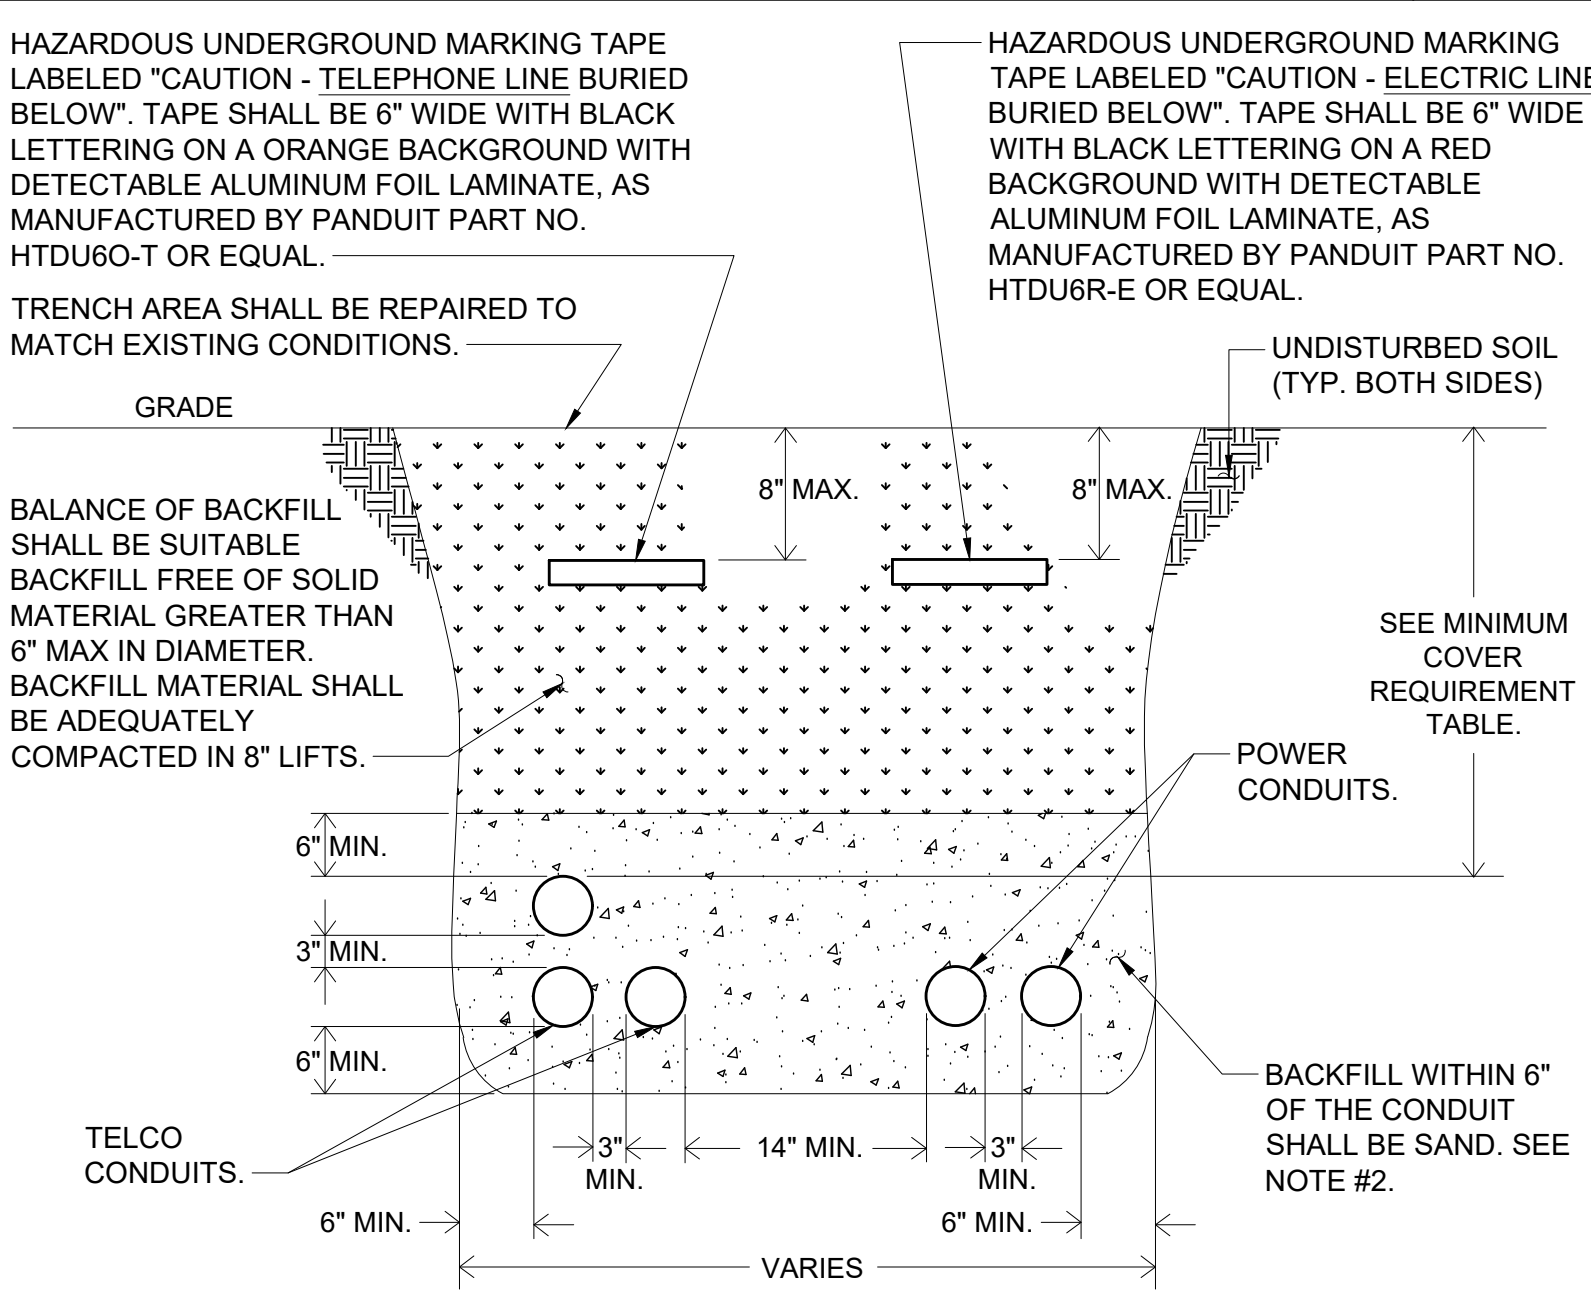 HAZARDOUS UNDERGROUND MARKING TAPE
LABELED "CAUTION - TELEPHONE LINE BURIED
BELOW". TAPE SHALL BE 6" WIDE WITH BLACK
LETTERING ON A ORANGE BACKGROUND WITH
DETECTABLE ALUMINUM FOIL LAMINATE, AS
MANUFACTURED BY PANDUIT PART NO.
HTDU6O-T OR EQUAL.
HAZARDOUS UNDERGROUND MARKING
TAPE LABELED "CAUTION - ELECTRIC LINE
BURIED BELOW". TAPE SHALL BE 6" WIDE
WITH BLACK LETTERING ON A RED
BACKGROUND WITH DETECTABLE
ALUMINUM FOIL LAMINATE, AS
MANUFACTURED BY PANDUIT PART NO.
HTDU6R-E OR EQUAL.
TRENCH AREA SHALL BE REPAIRED TO
MATCH EXISTING CONDITIONS.
UNDISTURBED SOIL
(TYP. BOTH SIDES)
GRADE
8" MAX.
8" MAX.
BALANCE OF BACKFILL
SHALL BE SUITABLE
BACKFILL FREE OF SOLID
MATERIAL GREATER THAN
6" MAX IN DIAMETER.
BACKFILL MATERIAL SHALL
BE ADEQUATELY
COMPACTED IN 8" LIFTS.
SEE MINIMUM
COVER
REQUIREMENT
TABLE.
POWER
CONDUITS.
6" MIN.
3" MIN.
6" MIN.
BACKFILL WITHIN 6"
OF THE CONDUIT
SHALL BE SAND. SEE
NOTE #2.
TELCO
CONDUITS.
3"
MIN.
14" MIN.
3"
MIN.
6" MIN.
6" MIN.
VARIES